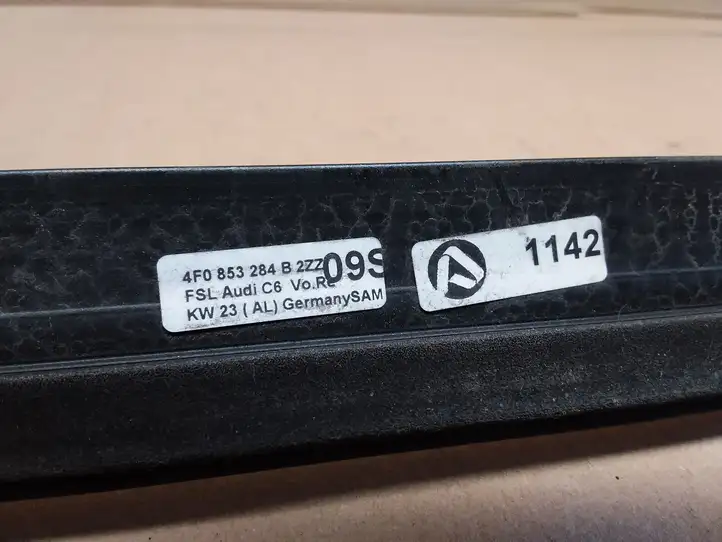 4F0 853 284 B 2ZZ 09S
FSL Audi C6 Vo.Re
KW 23 ( AL) GermanySAM
1142